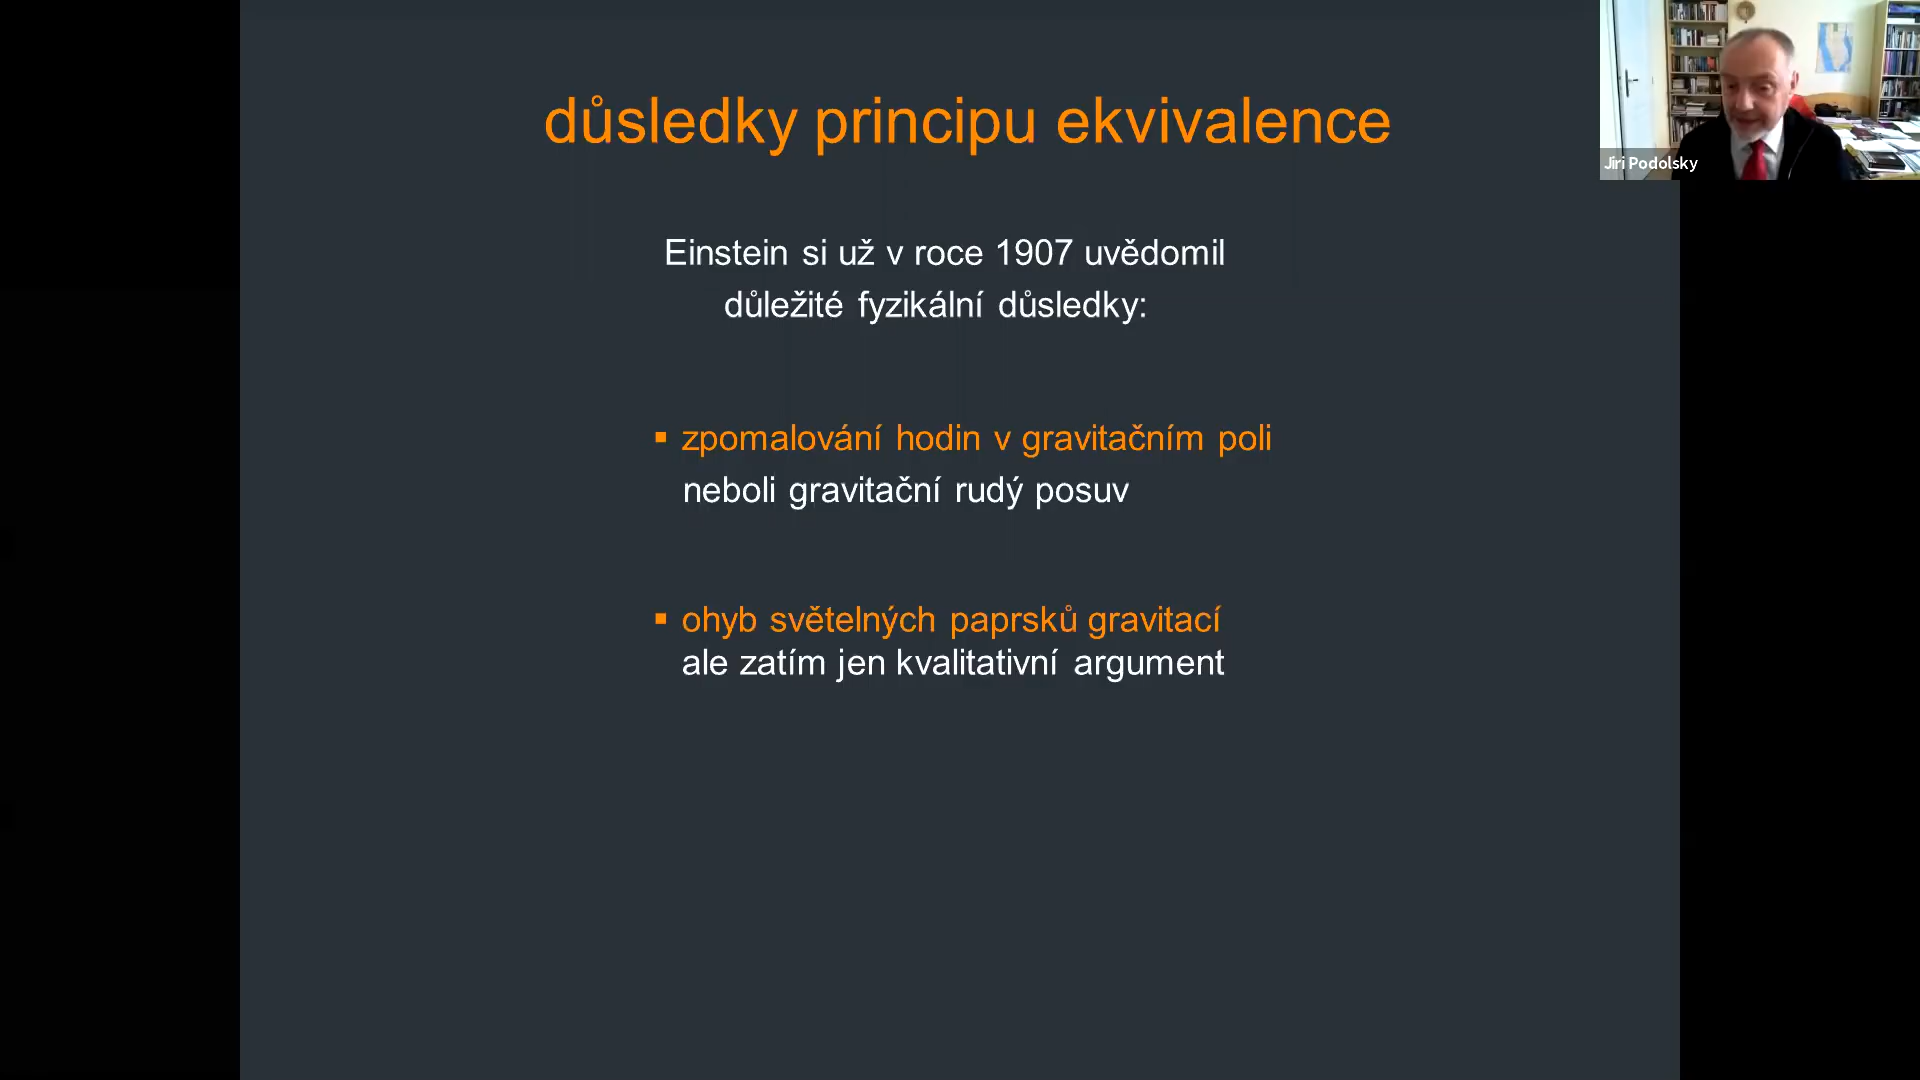 důsledky principu ekvivalence
Jiri Podolsky
Einstein si už v roce 1907 uvědomil
důležité fyzikální důsledky:
▪ zpomalování hodin v gravitačním poli
neboli gravitační rudý posuv
▪ ohyb světelných paprsků gravitací
ale zatím jen kvalitativní argument